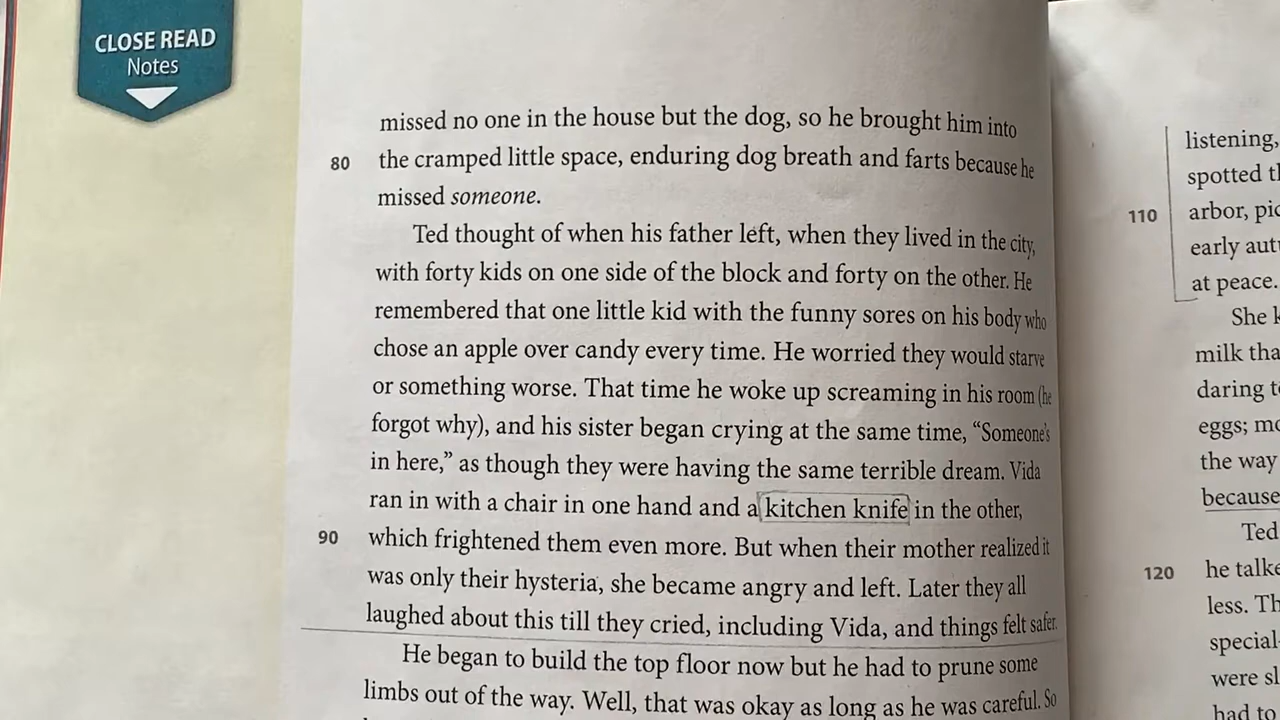 CLOSE READ
Notes
missed no one in the house but the dog, so he brought him into
80 the cramped little space, enduring dog breath and farts because he
missed someone.
Ted thought of when his father left, when they lived in the city,
with forty kids on one side of the block and forty on the other. He
remembered that one little kid with the funny sores on his body who
chose an apple over candy every time. He worried they would starve
or something worse. That time he woke up screaming in his room (he
forgot why), and his sister began crying at the same time, “Someone’s
in here,” as though they were having the same terrible dream. Vida
ran in with a chair in one hand and a kitchen knife in the other,
90 which frightened them even more. But when their mother realized it
was only their hysteria, she became angry and left. Later they all
laughed about this till they cried, including Vida, and things felt safer.
He began to build the top floor now but he had to prune some
limbs out of the way. Well, that was okay as long as he was careful. So
listening,
spotted
110 arbor,
early
at peace.
She
milk
daring
eggs;
the way
because
Ted
120 he
less.
special-
were
had to